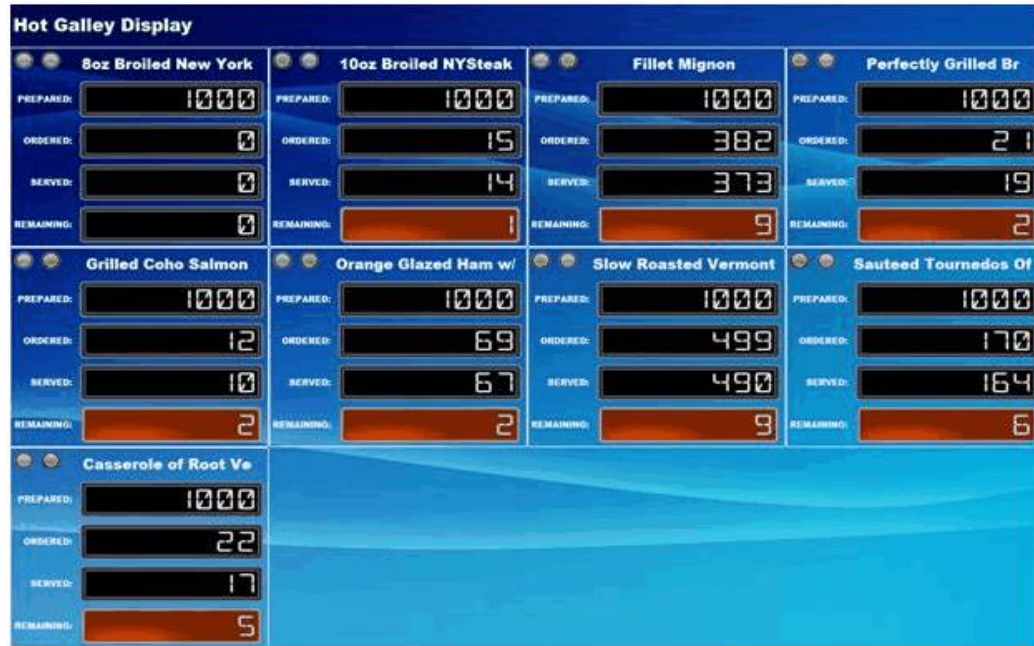 Hot Galley Display
8oz Broiled New York
PREPARED: 1000
ORDERED: 0
SERVED: 0
REMAINING: 0
10oz Broiled NYSteak
PREPARED: 1000
ORDERED: 15
SERVED: 14
REMAINING: 1
Fillet Mignon
PREPARED: 1000
ORDERED: 382
SERVED: 373
REMAINING: 9
Perfectly Grilled Br
PREPARED: 1000
ORDERED: 21
SERVED: 19
REMAINING: 2
Grilled Coho Salmon
PREPARED: 1000
ORDERED: 12
SERVED: 10
REMAINING: 2
Orange Glazed Ham w/
PREPARED: 1000
ORDERED: 69
SERVED: 67
REMAINING: 2
Slow Roasted Vermont
PREPARED: 1000
ORDERED: 499
SERVED: 490
REMAINING: 9
Sauteed Tournedos Of
PREPARED: 1000
ORDERED: 170
SERVED: 164
REMAINING: 6
Casserole of Root Ve
PREPARED: 1000
ORDERED: 22
SERVED: 17
REMAINING: 5